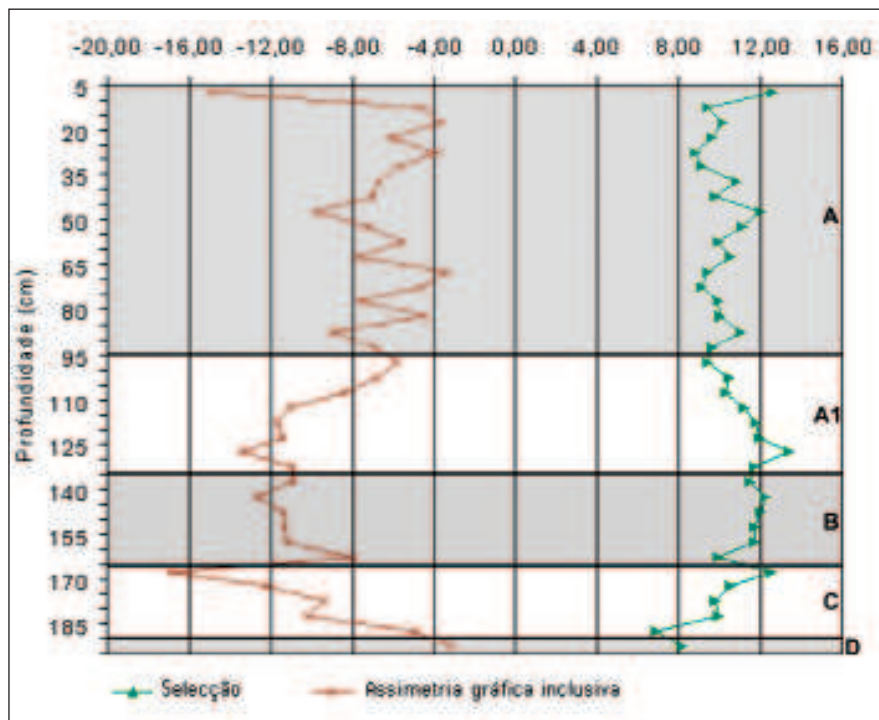 -20,00 -16,00 -12,00 -8,00 -4,00 0,00 4,00 8,00 12,00 16,00
Profundidade (cm)
5
20
35
50
65
80
95
110
125
140
155
170
185
A
A1
B
C
D
Selecção Assimetria gráfica inclusiva